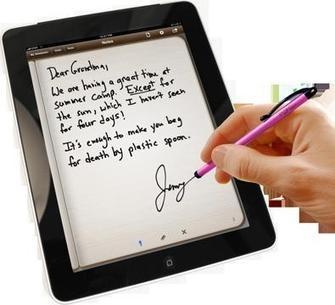 Notes
Dear Grandma,
We are having a great time at
summer camp. Except for
the sun, which I haven't seen
for four days!
It's enough to make you beg
for death by plastic spoon.
Jenny